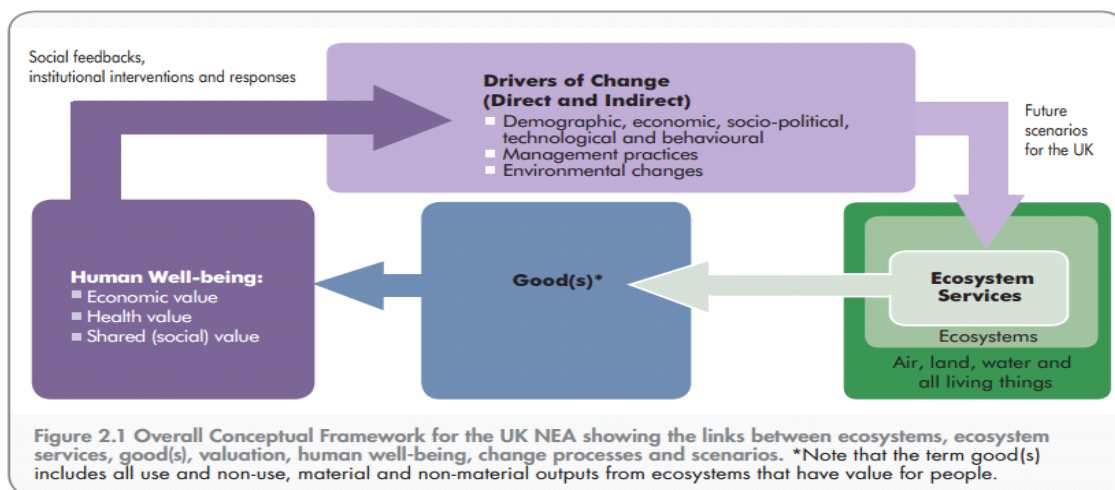 Social feedbacks,
institutional interventions and responses
Drivers of Change
(Direct and Indirect)
Demographic, economic, socio-political,
technological and behavioural
Management practices
Environmental changes
Future
scenarios
for the UK
Human Well-being:
Economic value
Health value
Shared (social) value
Good(s)*
Ecosystem
Services
Ecosystems
Air, land, water and
all living things
Figure 2.1 Overall Conceptual Framework for the UK NEA showing the links between ecosystems, ecosystem
services, good(s), valuation, human well-being, change processes and scenarios. *Note that the term good(s)
includes all use and non-use, material and non-material outputs from ecosystems that have value for people.